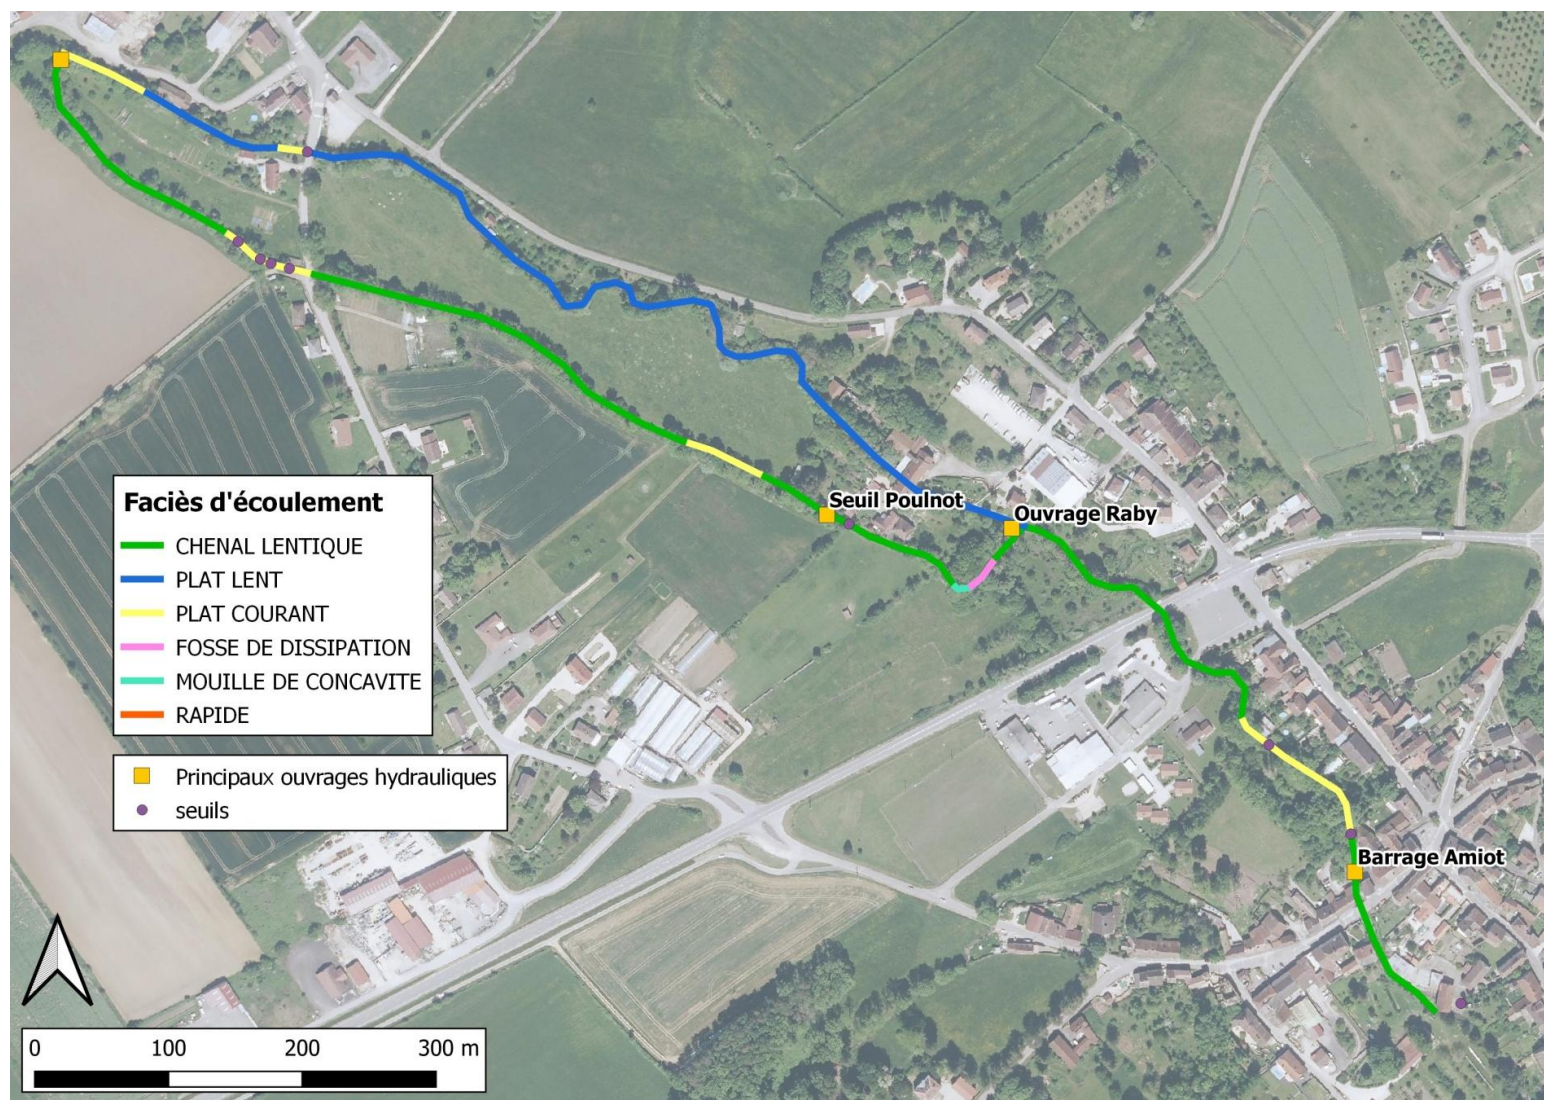 Seuil Poulnot
Ouvrage Raby
Faciès d'écoulement
CHENAL LENTIQUE
PLAT LENT
PLAT COURANT
FOSSE DE DISSIPATION
MOUILLE DE CONCAVITE
RAPIDE
Principaux ouvrages hydrauliques
seuils
Barrage Amiot
0 100 200 300 m